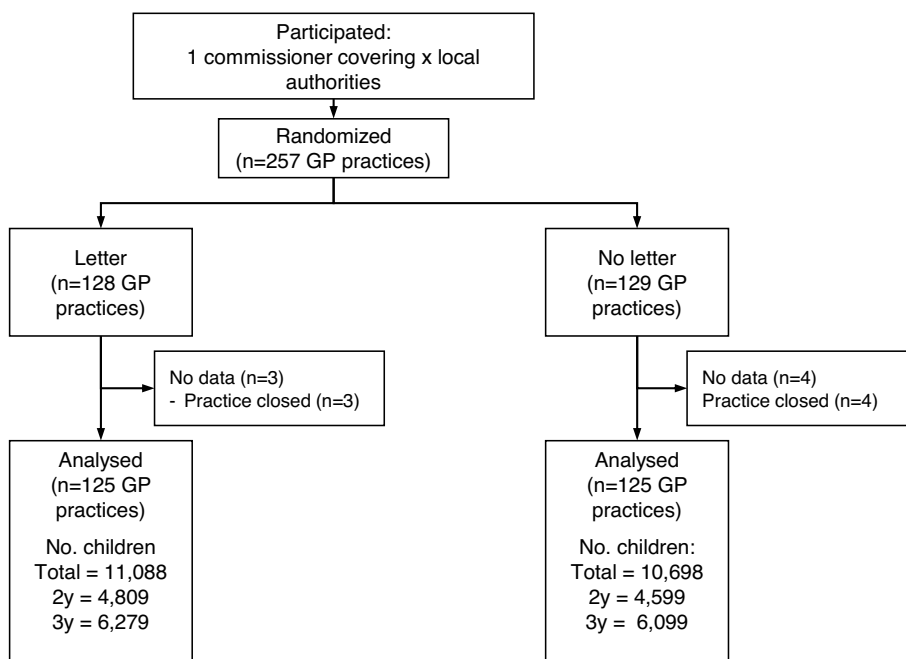 Participated:
1 commissioner covering x local
authorities
Randomized
(n=257 GP practices)
Letter
(n=128 GP
practices)
No letter
(n=129 GP
practices)
No data (n=3)
- Practice closed (n=3)
No data (n=4)
Practice closed (n=4)
Analysed
(n=125 GP
practices)
No. children
Total = 11,088
2y = 4,809
3y = 6,279
Analysed
(n=125 GP
practices)
No. children:
Total = 10,698
2y = 4,599
3y =  6,099